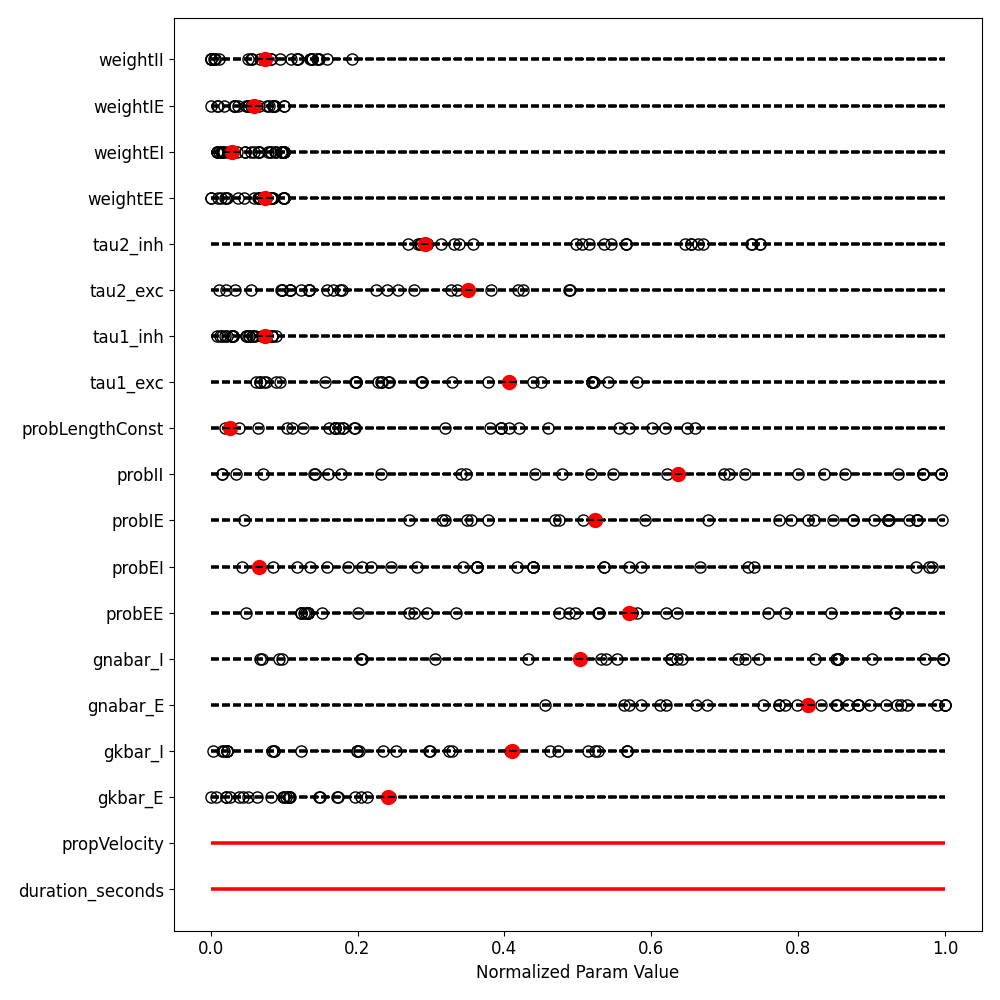 weightII
weightIE
weightEI
weightEE
tau2_inh
tau2_exc
tau1_inh
tau1_exc
probLengthConst
probII
probIE
probEI
probEE
gnabar_I
gnabar_E
gkbar_I
gkbar_E
propVelocity
duration_seconds
0.0 0.2 0.4 0.6 0.8 1.0
Normalized Param Value